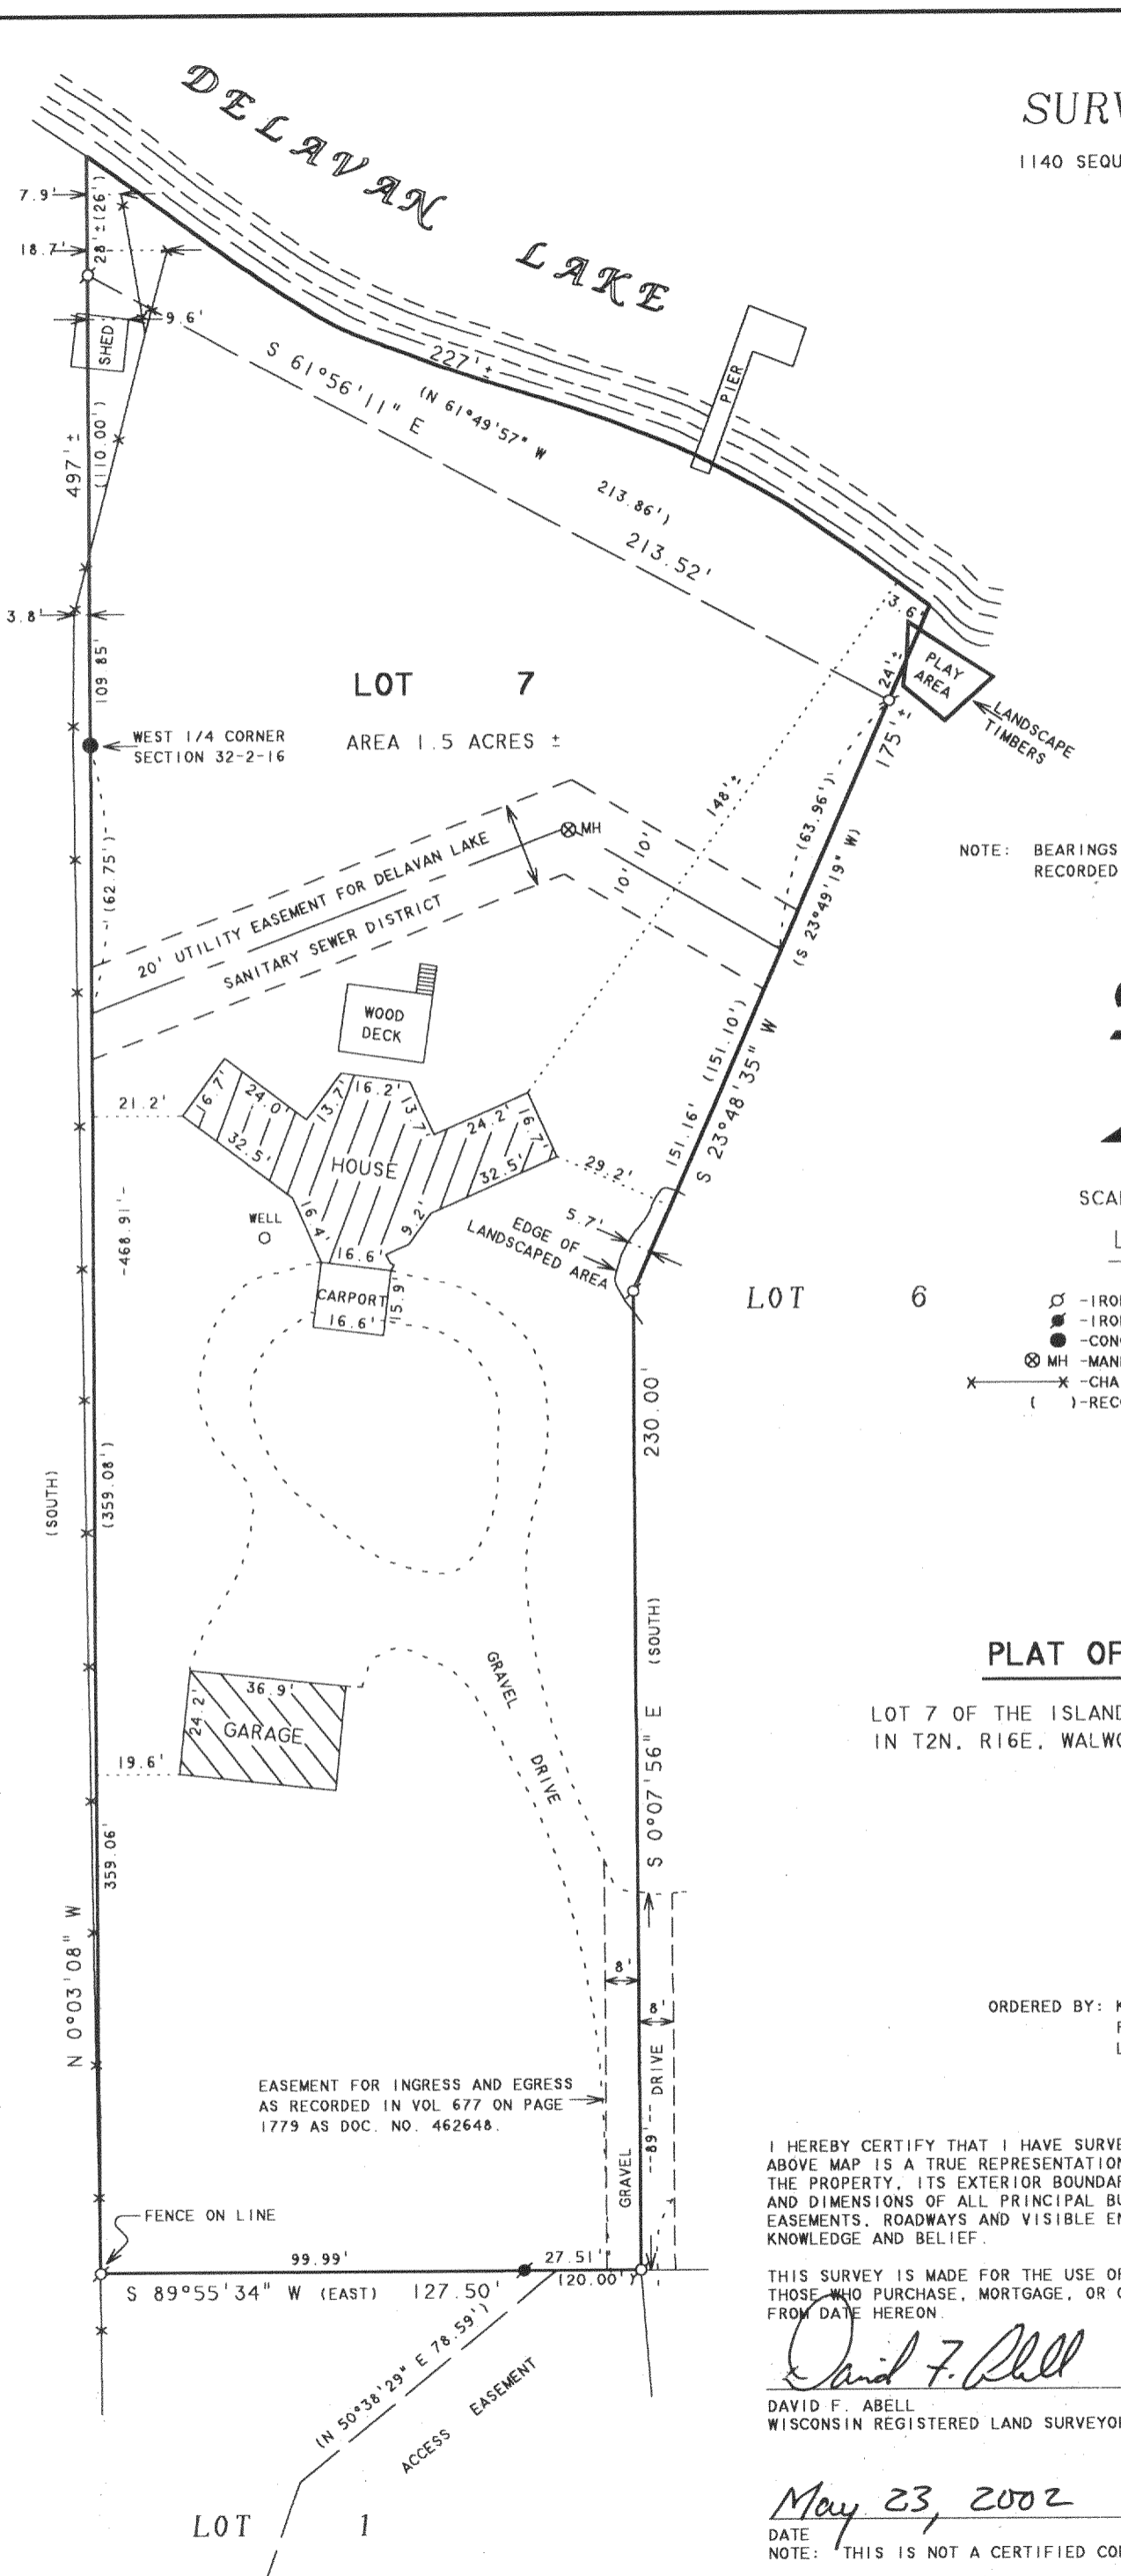 DELAVAN LAKE
SURV
1140 SEQU
7.9'
28'± (26')
18.7'
9.6'
SHED
227'±
S 61°56'11" E
(N 61°49'57" W
213.86')
213.52'
PIER
497'±
(110.00')
3.8'
109.85'
3.6'
24'±
PLAY
AREA
LANDSCAPE
TIMBERS
175'±
LOT 7
AREA 1.5 ACRES ±
WEST 1/4 CORNER
SECTION 32-2-16
148'±
(63.96')
(S 23°49'19" W)
MH
10' 10'
NOTE: BEARINGS
RECORDED
(62.75')
20' UTILITY EASEMENT FOR DELAVAN LAKE
SANITARY SEWER DISTRICT
WOOD
DECK
(151.10')
151.16'
S 23°48'35" W
21.2'
6.7'
24.0'
32.5'
13.7'
16.2'
13.7'
24.2'
16.7'
32.5'
HOUSE
29.2'
5.7'
16.4'
9.2'
16.6'
WELL
EDGE OF
LANDSCAPED AREA
CARPORT
15.9'
16.6'
-468.91'-
SCA
L
LOT 6
-IRO
-IRO
-CON
MH -MAN
-CHA
( )-REC
230.00'
(SOUTH)
(359.08')
(SOUTH)
GRAVEL
DRIVE
36.9'
24.2'
GARAGE
19.6'
S 0°07'56" E
PLAT OF
LOT 7 OF THE ISLAND
IN T2N, R16E, WALWO
359.06'
N 0°03'08" W
8'
8'
DRIVE
GRAVEL
89'
ORDERED BY: K
EASEMENT FOR INGRESS AND EGRESS
AS RECORDED IN VOL 677 ON PAGE
1779 AS DOC. NO. 462648.
I HEREBY CERTIFY THAT I HAVE SURVE
ABOVE MAP IS A TRUE REPRESENTATION
THE PROPERTY, ITS EXTERIOR BOUNDAR
AND DIMENSIONS OF ALL PRINCIPAL BU
EASEMENTS, ROADWAYS AND VISIBLE EN
KNOWLEDGE AND BELIEF.
FENCE ON LINE
99.99'
27.51'
S 89°55'34" W (EAST) 127.50'
(20.00')
THIS SURVEY IS MADE FOR THE USE OF
THOSE WHO PURCHASE, MORTGAGE, OR G
FROM DATE HEREON.
(N 50°38'29" E 78.59')
ACCESS EASEMENT
David F. Abell
DAVID F. ABELL
WISCONSIN REGISTERED LAND SURVEYOR
LOT 1
May 23, 2002
DATE
NOTE: THIS IS NOT A CERTIFIED COP